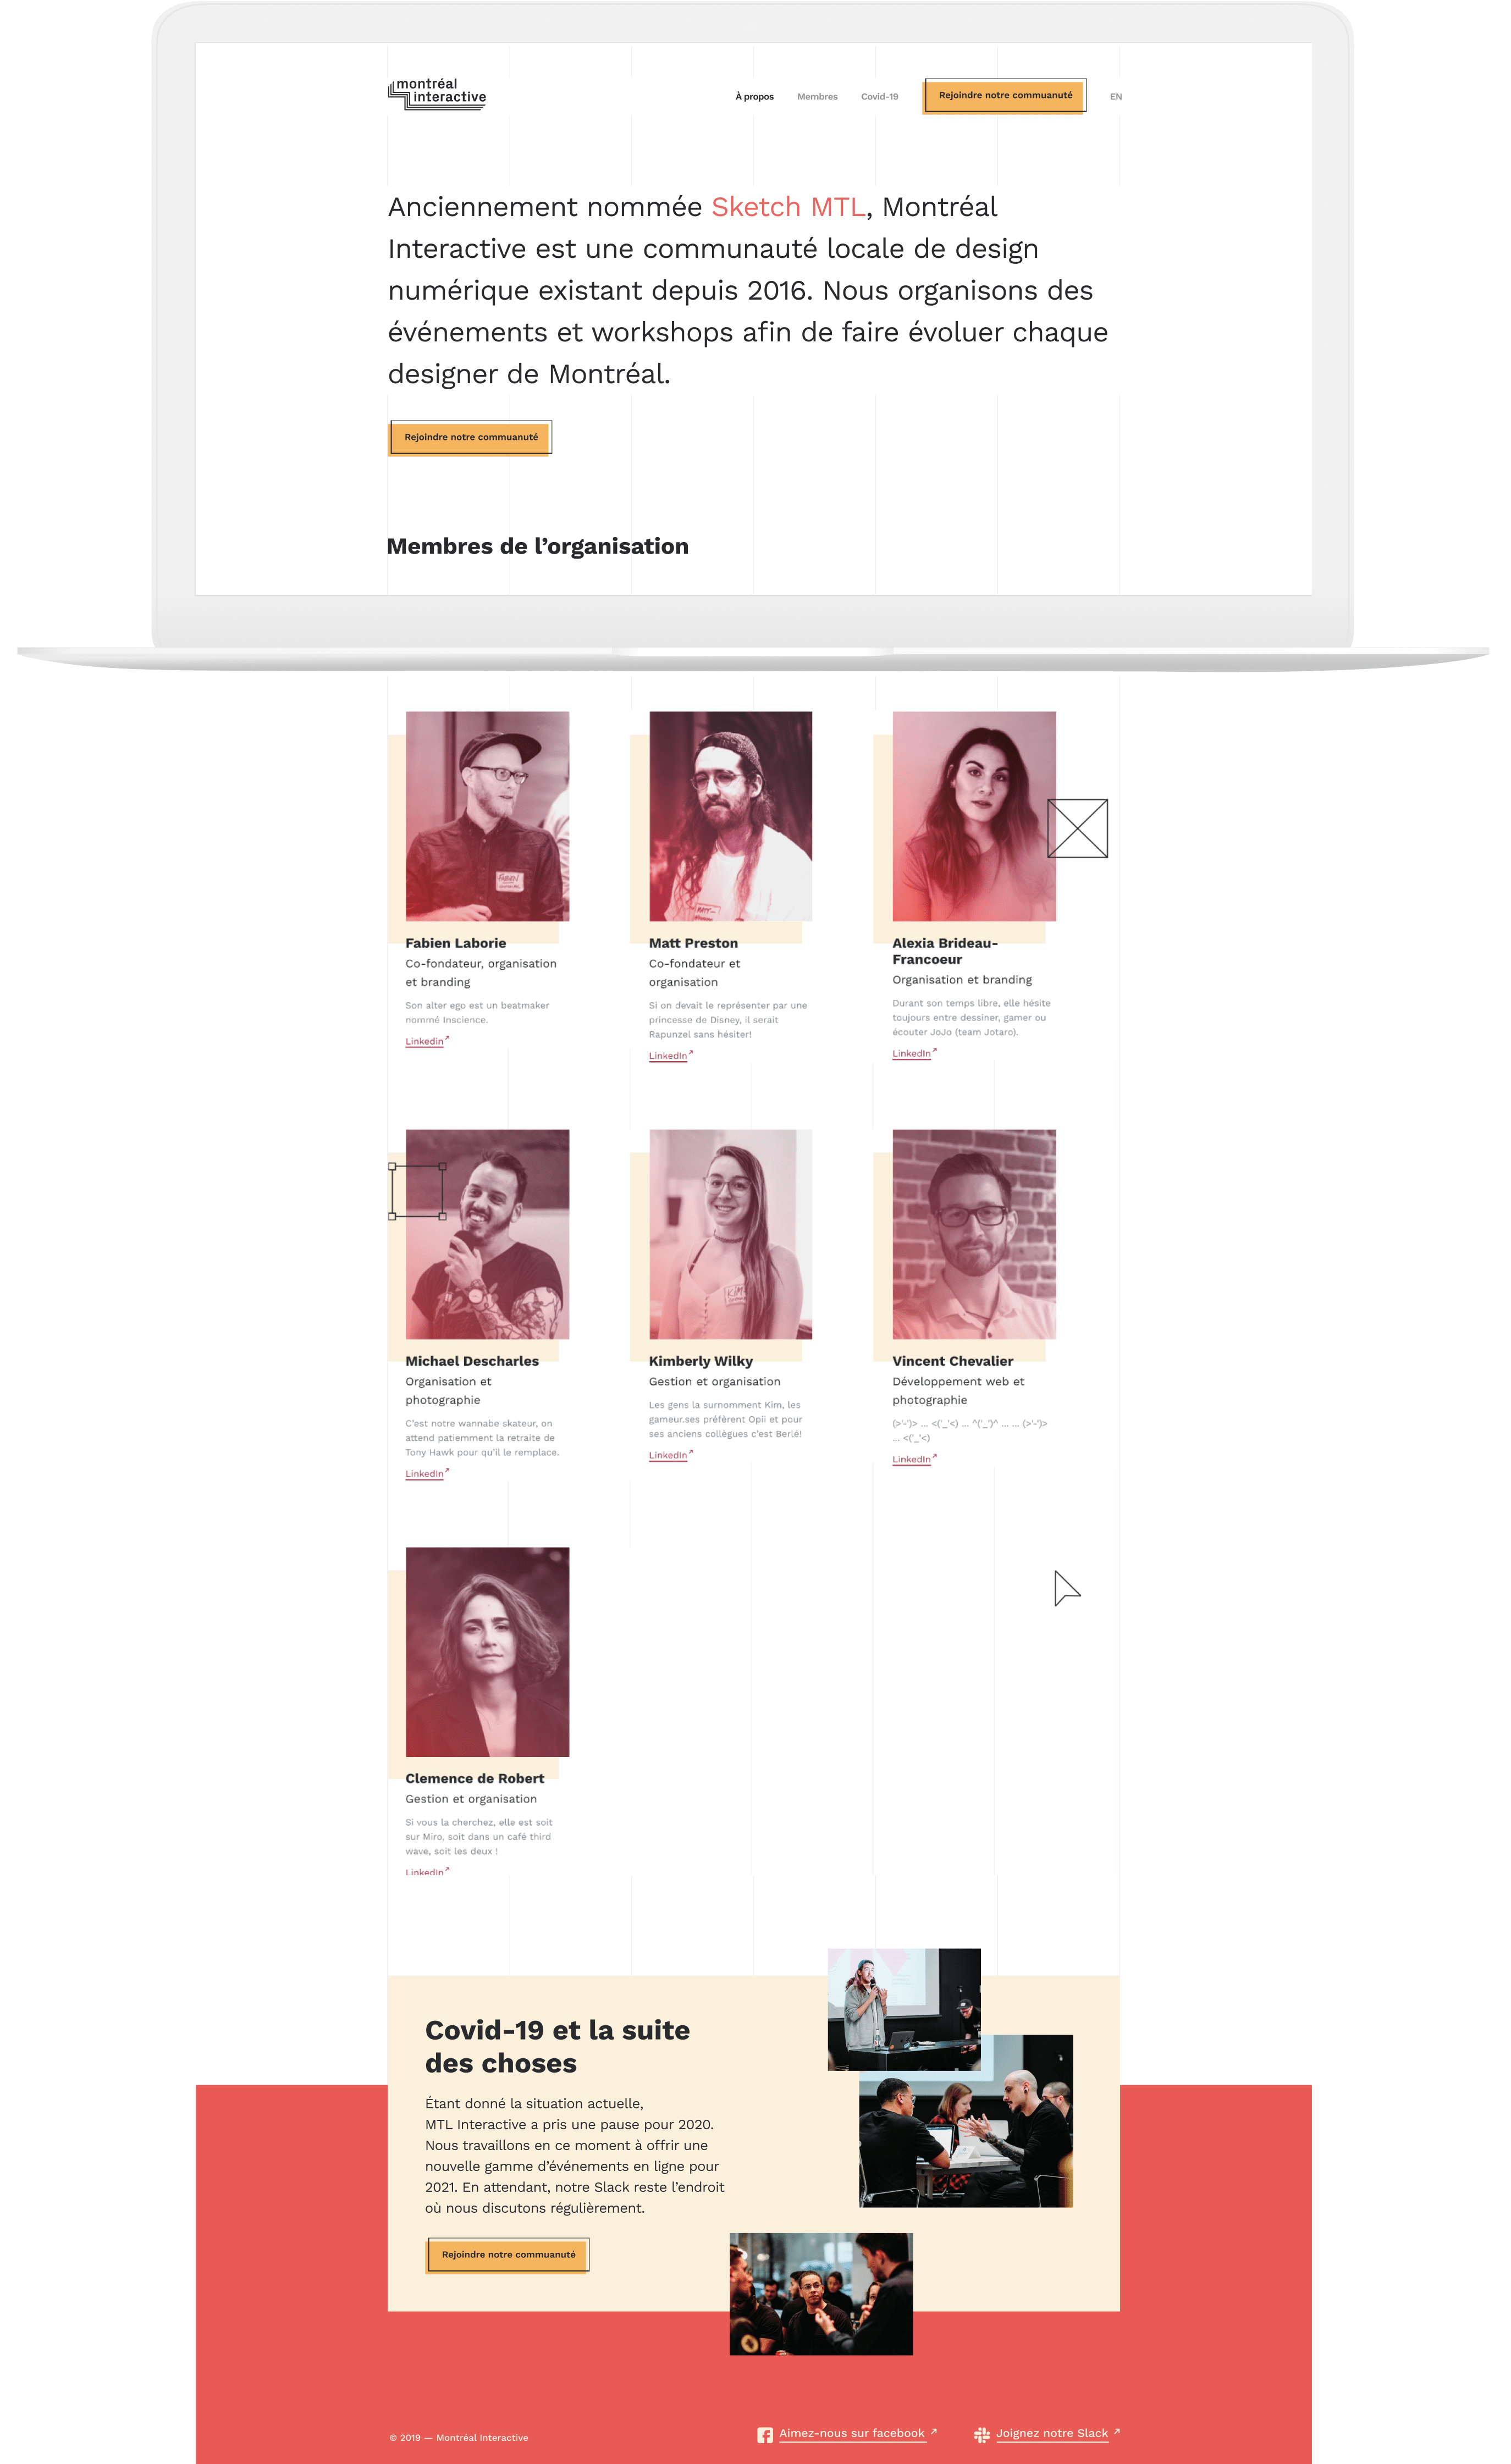 montréal
interactive
À propos
Membres
Covid-19
Rejoindre notre commuanuté
EN
Anciennement nommée Sketch MTL, Montréal
Interactive est une communauté locale de design
numérique existant depuis 2016. Nous organisons des
événements et workshops afin de faire évoluer chaque
designer de Montréal.
Rejoindre notre commuanuté
Membres de l’organisation
Fabien Laborie
Co-fondateur, organisation
et branding
Son alter ego est un beatmaker
nommé Inscience.
Linkedin↗
Matt Preston
Co-fondateur et
organisation
Si on devait le représenter par une
princesse de Disney, il serait
Rapunzel sans hésiter!
LinkedIn↗
Alexia Brideau-
Francoeur
Organisation et branding
Durant son temps libre, elle hésite
toujours entre dessiner, gamer ou
écouter JoJo (team Jotaro).
LinkedIn↗
Michael Descharles
Organisation et
photographie
C’est notre wannabe skateur, on
attend patiemment la retraite de
Tony Hawk pour qu’il le remplace.
LinkedIn↗
Kimberly Wilky
Gestion et organisation
Les gens la surnomment Kim, les
gameur.ses préfèrent Opii et pour
ses anciens collègues c’est Berlé!
LinkedIn↗
Vincent Chevalier
Développement web et
photographie
(>'-')> ... <('_'<) ... ^('_')^ ... ... (>'-')>
... <('_'<)
LinkedIn↗
Clemence de Robert
Gestion et organisation
Si vous la cherchez, elle est soit
sur Miro, soit dans un café third
wave, soit les deux !
LinkedIn↗
Covid-19 et la suite
des choses
Étant donné la situation actuelle,
MTL Interactive a pris une pause pour 2020.
Nous travaillons en ce moment à offrir une
nouvelle gamme d’événements en ligne pour
2021. En attendant, notre Slack reste l’endroit
où nous discutons régulièrement.
Rejoindre notre commuanuté
© 2019 — Montréal Interactive
Aimez-nous sur facebook ↗
Joignez notre Slack ↗